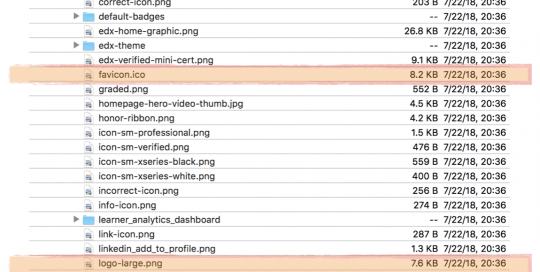 correct-icon.png 203 B 7/22/18, 20:36
default-badges -- 7/22/18, 20:36
edx-home-graphic.png 26.8 KB 7/22/18, 20:36
edx-theme -- 7/22/18, 20:36
edx-verified-mini-cert.png 9.1 KB 7/22/18, 20:36
favicon.ico 8.2 KB 7/22/18, 20:36
graded.png 552 B 7/22/18, 20:36
homepage-hero-video-thumb.jpg 4.5 KB 7/22/18, 20:36
honor-ribbon.png 4.2 KB 7/22/18, 20:36
icon-sm-professional.png 1.5 KB 7/22/18, 20:36
icon-sm-verified.png 476 B 7/22/18, 20:36
icon-sm-xseries-black.png 559 B 7/22/18, 20:36
icon-sm-xseries-white.png 400 B 7/22/18, 20:36
incorrect-icon.png 256 B 7/22/18, 20:36
info-icon.png 274 B 7/22/18, 20:36
learner_analytics_dashboard -- 7/22/18, 20:36
link-icon.png 287 B 7/22/18, 20:36
linkedin_add_to_profile.png 1.3 KB 7/22/18, 20:36
logo-large.png 7.6 KB 7/22/18, 20:36